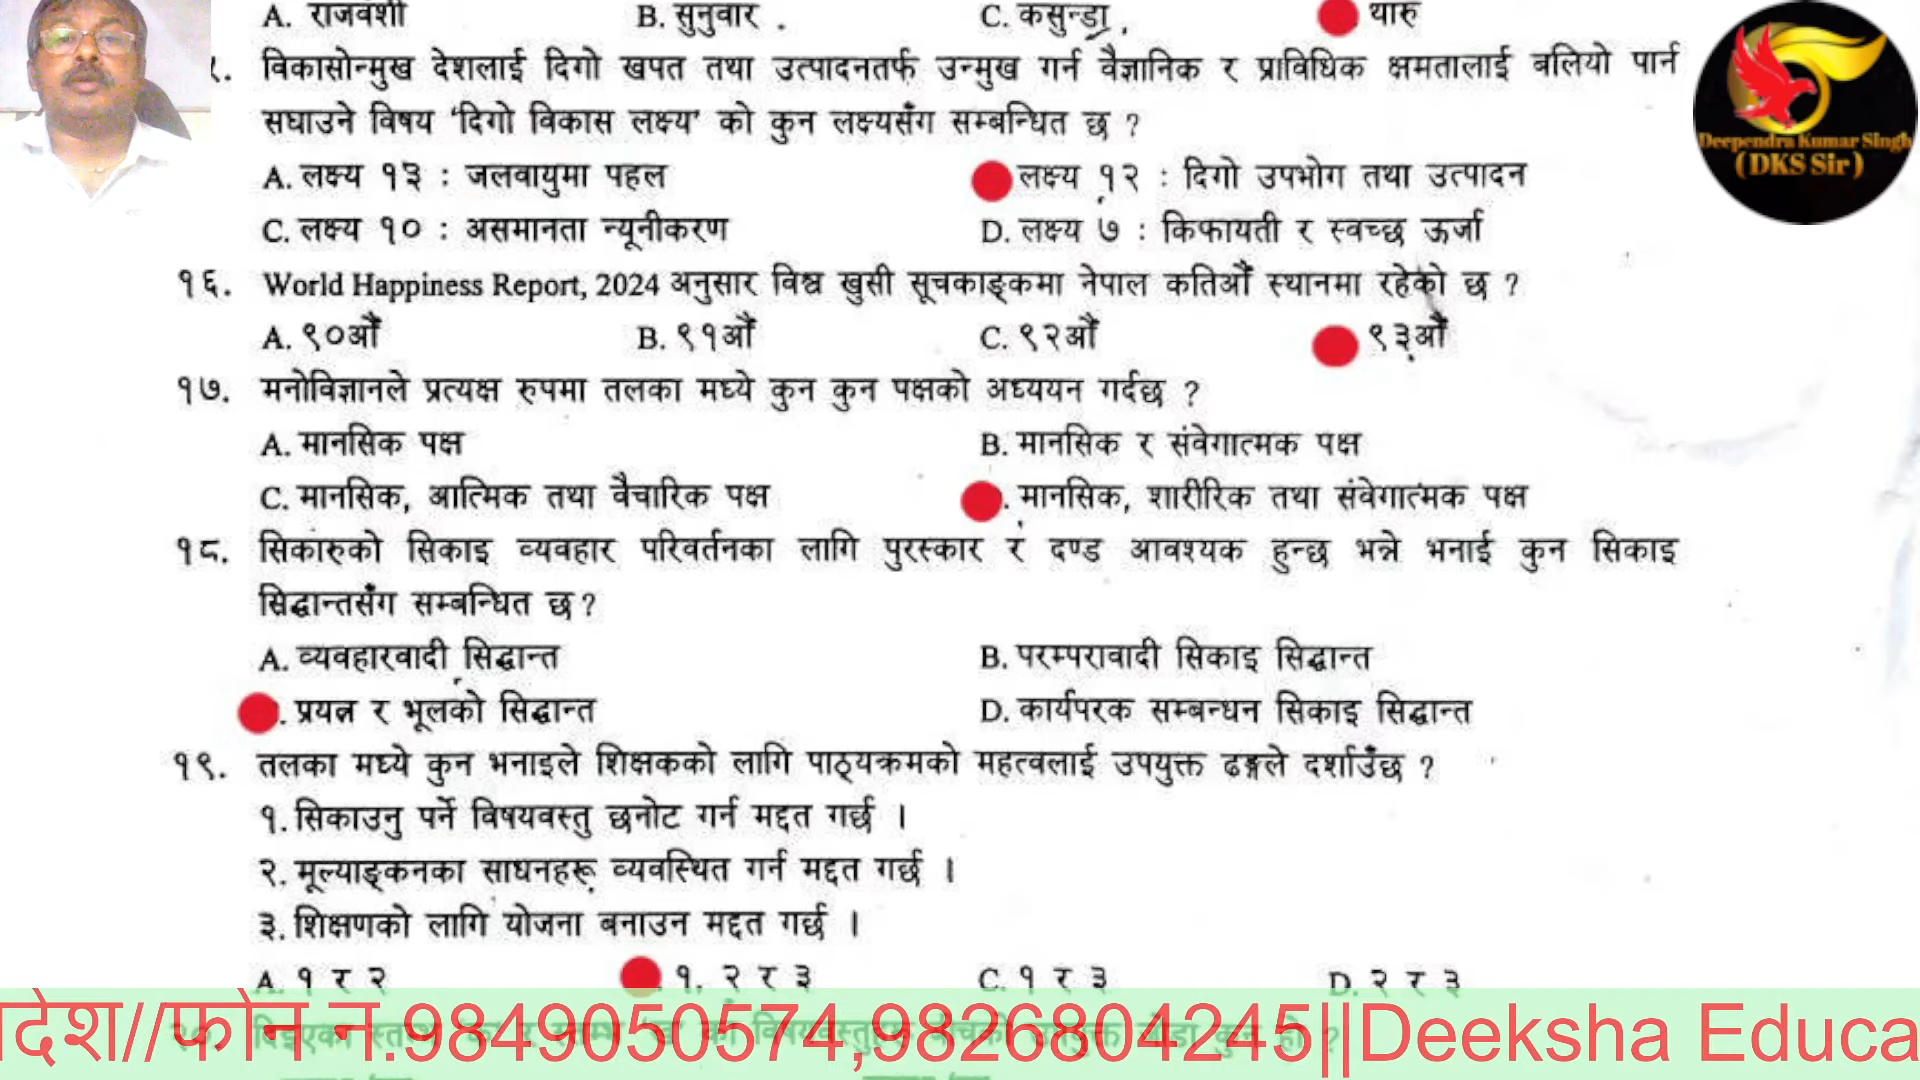 A. राजवंशी B. सुनुवार . C. कसुन्डा थारु
विकासोन्मुख देशलाई दिगो खपत तथा उत्पादनतर्फ उन्मुख गर्न वैज्ञानिक र प्राविधिक क्षमतालाई बलियो पार्न
सघाउने विषय ‘दिगो विकास लक्ष्य’ को कुन लक्ष्यसँग सम्बन्धित छ ?
A. लक्ष्य १३ : जलवायुमा पहल लक्ष्य १२ : दिगो उपभोग तथा उत्पादन
C. लक्ष्य १० : असमानता न्यूनीकरण D. लक्ष्य ७ : किफायती र स्वच्छ ऊर्जा
१६. World Happiness Report, 2024 अनुसार विश्व खुसी सूचकाङ्कमा नेपाल कतिऔं स्थानमा रहेको छ ?
A. ९०औं B. ९१औं C. ९२औं ९३औं
१७. मनोविज्ञानले प्रत्यक्ष रुपमा तलका मध्ये कुन कुन पक्षको अध्ययन गर्दछ ?
A. मानसिक पक्ष B. मानसिक र संवेगात्मक पक्ष
C. मानसिक, आत्मिक तथा वैचारिक पक्ष . मानसिक, शारीरिक तथा संवेगात्मक पक्ष
१८. सिकारुको सिकाइ व्यवहार परिवर्तनका लागि पुरस्कार र दण्ड आवश्यक हुन्छ भन्ने भनाई कुन सिकाइ
सिद्धान्तसँग सम्बन्धित छ ?
A. व्यवहारवादी सिद्धान्त B. परम्परावादी सिकाइ सिद्धान्त
. प्रयत्न र भूलको सिद्धान्त D. कार्यपरक सम्बन्धन सिकाइ सिद्धान्त
१९. तलका मध्ये कुन भनाइले शिक्षकको लागि पाठ्यक्रमको महत्वलाई उपयुक्त ढङ्गले दर्शाउँछ ?
१. सिकाउनु पर्ने विषयवस्तु छनोट गर्न मद्दत गर्छ ।
२. मूल्याङ्कनका साधनहरू व्यवस्थित गर्न मद्दत गर्छ ।
३. शिक्षणको लागि योजना बनाउन मद्दत गर्छ ।
A. १ र २ १, २ र ३ C. १ र ३ D. २ र ३
देश//फोन न.9849050574,9826804245||Deeksha Educa
Deependra Kumar Singh
(DKS Sir)